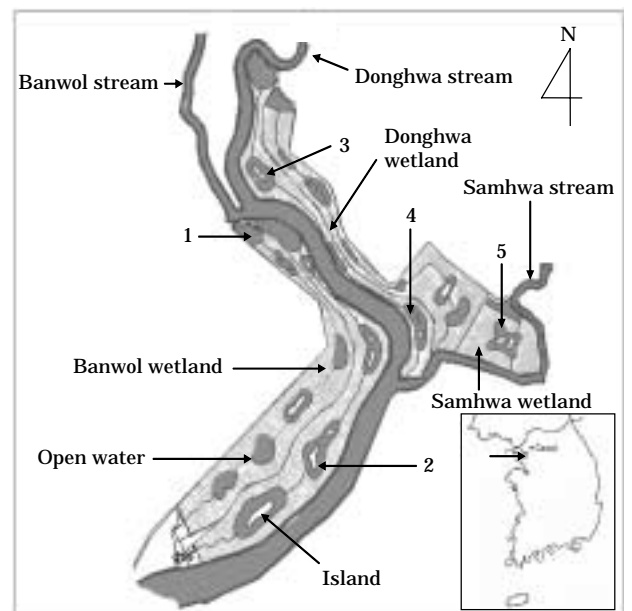 N
Banwol stream
Donghwa stream
3
Donghwa
wetland
Samhwa stream
4
1
5
Banwol wetland
Samhwa wetland
Open water
2
Island